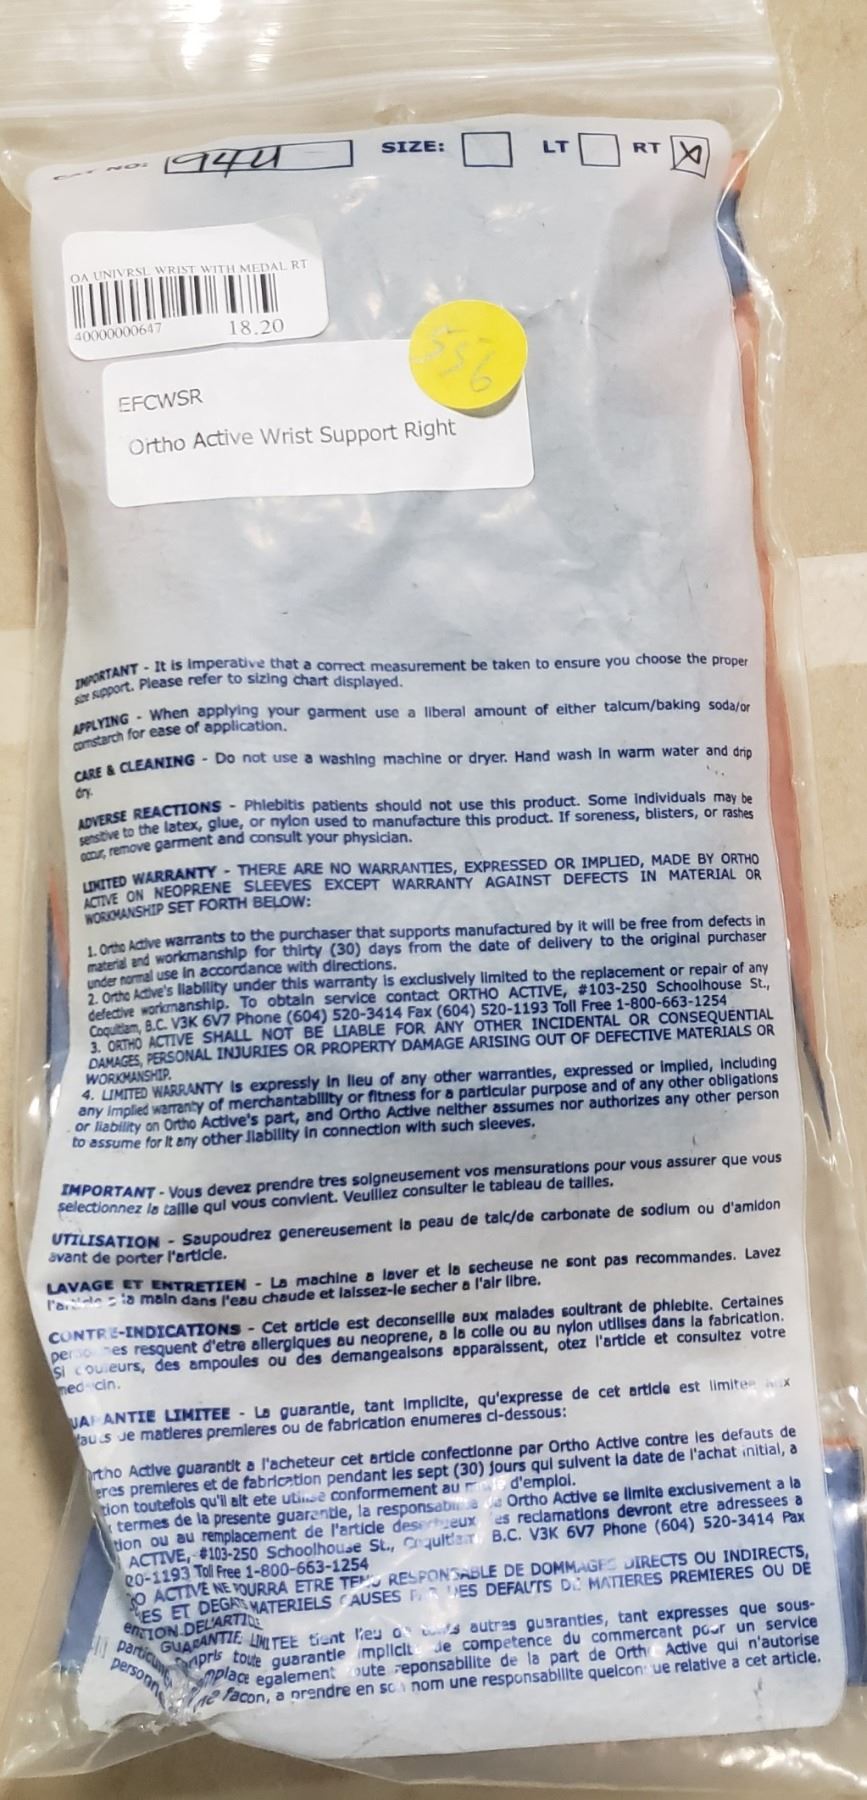 CAT NO: 94U SIZE: LT RT X
OA UNIVRSL WRIST WITH MEDAL RT
40000000647 18.20
556
EFCWSR
Ortho Active Wrist Support Right
IMPORTANT - It is imperative that a correct measurement be taken to ensure you choose the proper
size support. Please refer to sizing chart displayed.
APPLYING - When applying your garment use a liberal amount of either talcum/baking soda/or
cornstarch for ease of application.
CARE & CLEANING - Do not use a washing machine or dryer. Hand wash in warm water and drip
dry.
ADVERSE REACTIONS - Phlebitis patients should not use this product. Some individuals may be
sensitive to the latex, glue, or nylon used to manufacture this product. If soreness, blisters, or rashes
occur, remove garment and consult your physician.
LIMITED WARRANTY - THERE ARE NO WARRANTIES, EXPRESSED OR IMPLIED, MADE BY ORTHO
ACTIVE ON NEOPRENE SLEEVES EXCEPT WARRANTY AGAINST DEFECTS IN MATERIAL OR
WORKMANSHIP SET FORTH BELOW:
1. Ortho Active warrants to the purchaser that supports manufactured by it will be free from defects in
material and workmanship for thirty (30) days from the date of delivery to the original purchaser
under normal use in accordance with directions.
2. Ortho Active's liability under this warranty is exclusively limited to the replacement or repair of any
defective workmanship. To obtain service contact ORTHO ACTIVE, #103-250 Schoolhouse St.,
Coquitlam, B.C. V3K 6V7 Phone (604) 520-3414 Fax (604) 520-1193 Toll Free 1-800-663-1254
3. ORTHO ACTIVE SHALL NOT BE LIABLE FOR ANY OTHER INCIDENTAL OR CONSEQUENTIAL
DAMAGES, PERSONAL INJURIES OR PROPERTY DAMAGE ARISING OUT OF DEFECTIVE MATERIALS OR
WORKMANSHIP.
4. LIMITED WARRANTY is expressly in lieu of any other warranties, expressed or implied, including
any implied warranty of merchantability or fitness for a particular purpose and of any other obligations
or liability on Ortho Active's part, and Ortho Active neither assumes nor authorizes any other person
to assume for it any other liability in connection with such sleeves.
IMPORTANT - Vous devez prendre tres soigneusement vos mensurations pour vous assurer que vous
selectionnez la taille qui vous convient. Veuillez consulter le tableau de tailles.
UTILISATION - Saupoudrez genereusement la peau de talc/de carbonate de sodium ou d'amidon
avant de porter l'article.
LAVAGE ET ENTRETIEN - La machine a laver et la secheuse ne sont pas recommandes. Lavez
la main dans l'eau chaude et laissez-le secher a l'air libre.
CONTRE-INDICATIONS - Cet article est deconseille aux malades soultrant de phlebite. Certaines
resquent d'etre allergiques au neoprene, a la colle ou au nylon utilises dans la fabrication.
Si des ampoules ou des demangeaisons apparaissent, otez l'article et consultez votre
medecin.
GUARANTIE LIMITEE - La guarantie, tant implicite, qu'expresse de cet article est limitee
de matieres premieres ou de fabrication enumeres ci-dessous:
Ortho Active guarantit a l'acheteur cet article confectionne par Ortho Active contre les defauts de
premieres et de fabrication pendant les sept (30) jours qui suivent la date de l'achat initial, a
toutefois qu'il ait ete utilise conformement au d'emploi.
termes de la presente guarantie, la responsabilite de Ortho Active se limite exclusivement a la
ou au remplacement de l'article reclamations devront etre adressees a
ACTIVE, #103-250 Schoolhouse St., Coquitlam, B.C. V3K 6V7 Phone (604) 520-3414 Fax
20-1193 Toll Free 1-800-663-1254
ACTIVE NE POURRA ETRE TENU RESPONSABLE DE DOMMAGES DIRECTS OU INDIRECTS,
ET DEGATS MATERIELS CAUSES PAR DES DEFAUTS DE MATIERES PREMIERES OU DE
DE L'ARTICLE
GUARANTIE LIMITEE tient lieu de autres guaranties, tant expresses que sous-
toute guarantie implicite de competence du commercant pour un service
egalement toute reponsabilite de la part de Ortho Active qui n'autorise
facon, a prendre en son nom une responsabilite quelconque relative a cet article.